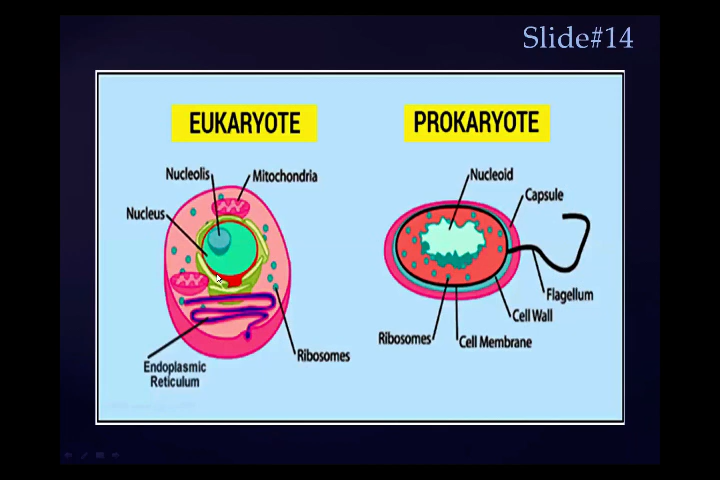 Slide#14
EUKARYOTE
PROKARYOTE
Nucleolis
Mitochondria
Nucleus
Ribosomes
Endoplasmic
Reticulum
Nucleoid
Capsule
Flagellum
Cell Wall
Ribosomes
Cell Membrane